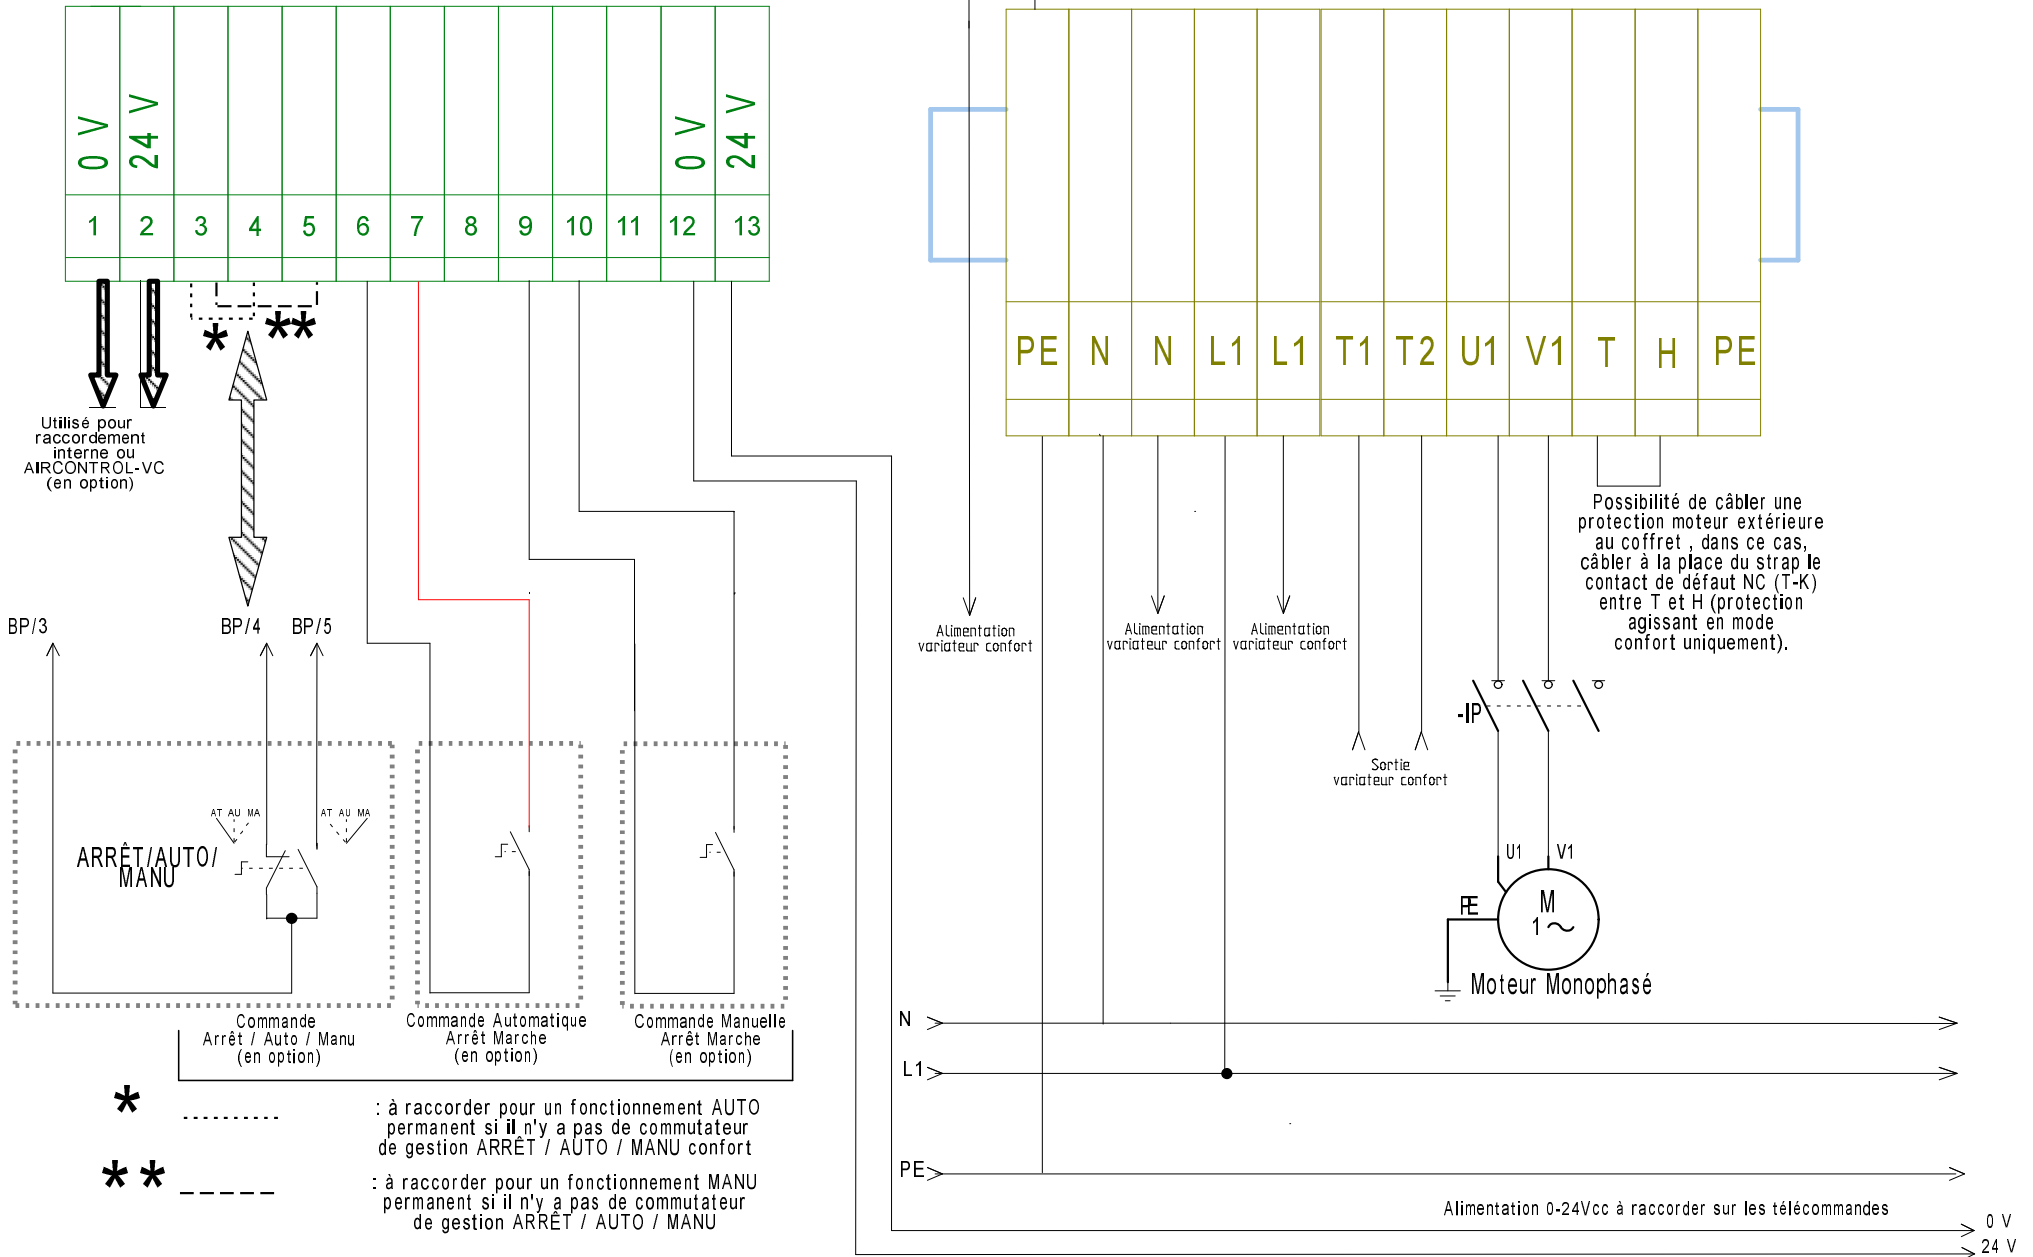 0 V
24 V
0 V
24 V
1 2 3 4 5 6 7 8 9 10 11 12 13
* **
Utilisé pour
raccordement
interne ou
AIRCONTROL-VC
(en option)
PE N N L1 L1 T1 T2 U1 V1 T H PE
Possibilité de câbler une
protection moteur extérieure
au coffret , dans ce cas,
câbler à la place du strap le
contact de défaut NC (T-K)
entre T et H (protection
agissant en mode
confort uniquement).
BP/3 BP/4 BP/5
Alimentation
variateur confort
Alimentation
variateur confort
Alimentation
variateur confort
-IP
Sortie
variateur confort
AT AU MA
AT AU MA
ARRÊT/AUTO/
MANU
U1 V1
PE
M
1
Moteur Monophasé
Commande
Arrêt / Auto / Manu
(en option)
Commande Automatique
Arrêt Marche
(en option)
Commande Manuelle
Arrêt Marche
(en option)
N
L1
PE
* : à raccorder pour un fonctionnement AUTO
permanent si il n'y a pas de commutateur
de gestion ARRÊT / AUTO / MANU confort
** : à raccorder pour un fonctionnement MANU
permanent si il n'y a pas de commutateur
de gestion ARRÊT / AUTO / MANU
Alimentation 0-24Vcc à raccorder sur les télécommandes
0 V
24 V